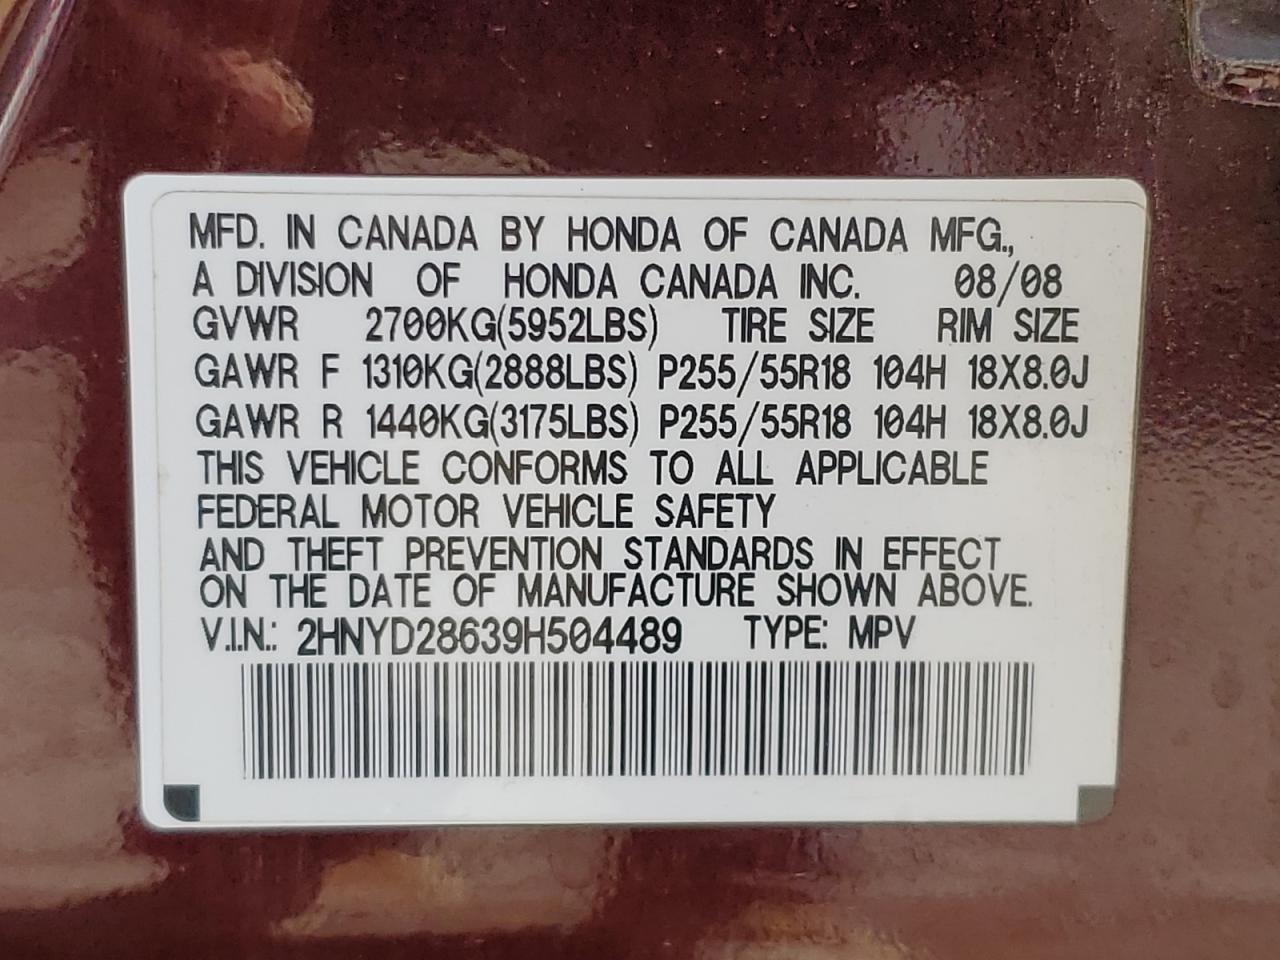 MFD. IN CANADA BY HONDA OF CANADA MFG.,
A DIVISION OF HONDA CANADA INC. 08/08
GVWR 2700KG(5952LBS) TIRE SIZE RIM SIZE
GAWR F 1310KG(2888LBS) P255/55R18 104H 18X8.0J
GAWR R 1440KG(3175LBS) P255/55R18 104H 18X8.0J
THIS VEHICLE CONFORMS TO ALL APPLICABLE
FEDERAL MOTOR VEHICLE SAFETY
AND THEFT PREVENTION STANDARDS IN EFFECT
ON THE DATE OF MANUFACTURE SHOWN ABOVE.
V.I.N.: 2HNYD28639H504489 TYPE: MPV